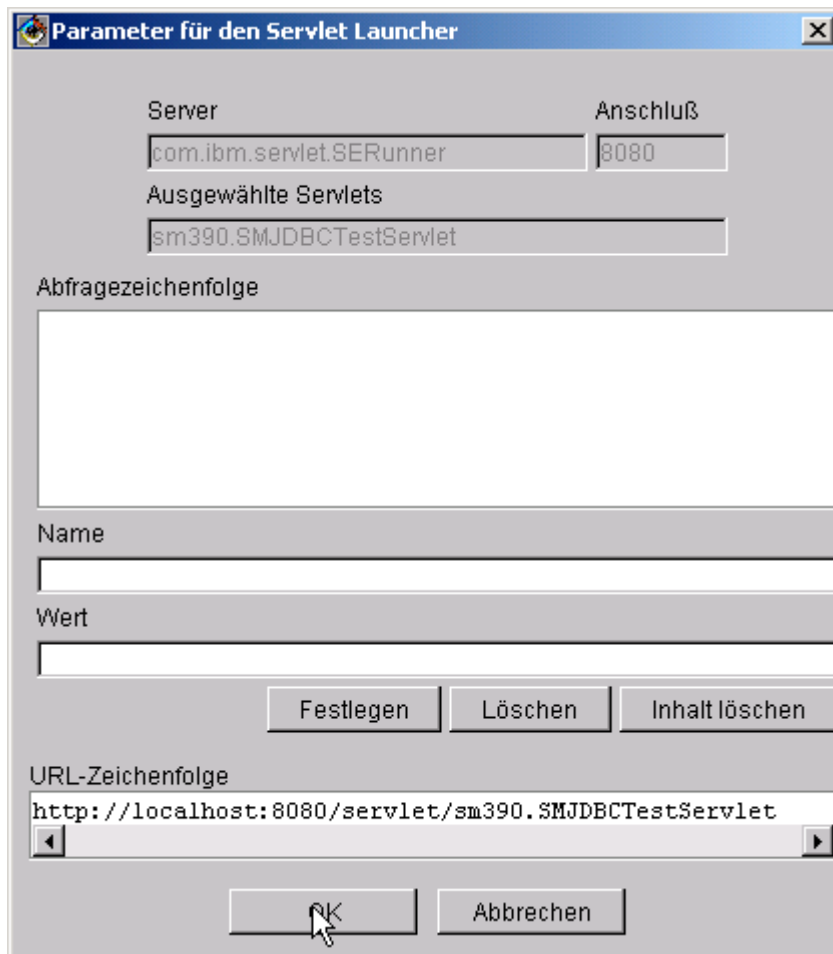 Parameter für den Servlet Launcher
Server Anschluß
com.ibm.servlet.SERunner 8080
Ausgewählte Servlets
sm390.SMJDBCTestServlet
Abfragezeichenfolge
Name
Wert
Festlegen Löschen Inhalt löschen
URL-Zeichenfolge
http://localhost:8080/servlet/sm390.SMJDBCTestServlet
OK Abbrechen